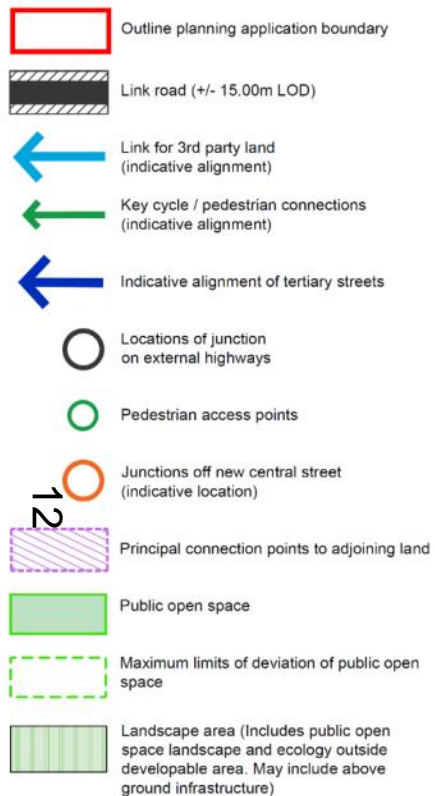 Outline planning application boundary
Link road (+/- 15.00m LOD)
Link for 3rd party land
(indicative alignment)
Key cycle / pedestrian connections
(indicative alignment)
Indicative alignment of tertiary streets
Locations of junction
on external highways
Pedestrian access points
Junctions off new central street
(indicative location)
12
Principal connection points to adjoining land
Public open space
Maximum limits of deviation of public open
space
Landscape area (Includes public open
space landscape and ecology outside
developable area. May include above
ground infrastructure)